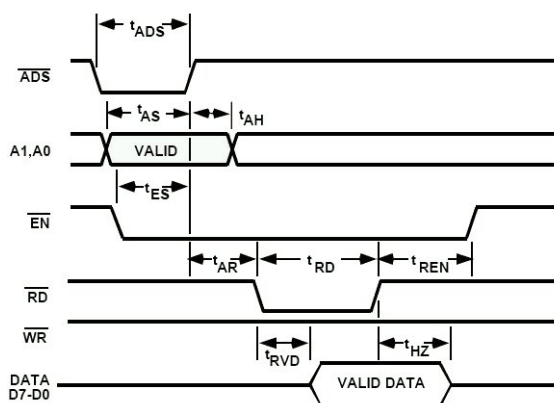 tADS
ADS
tAS
tAH
A1,A0
VALID
tES
EN
tAR
tRD
tREN
RD
WR
tRVD
tHZ
DATA
D7-D0
VALID DATA